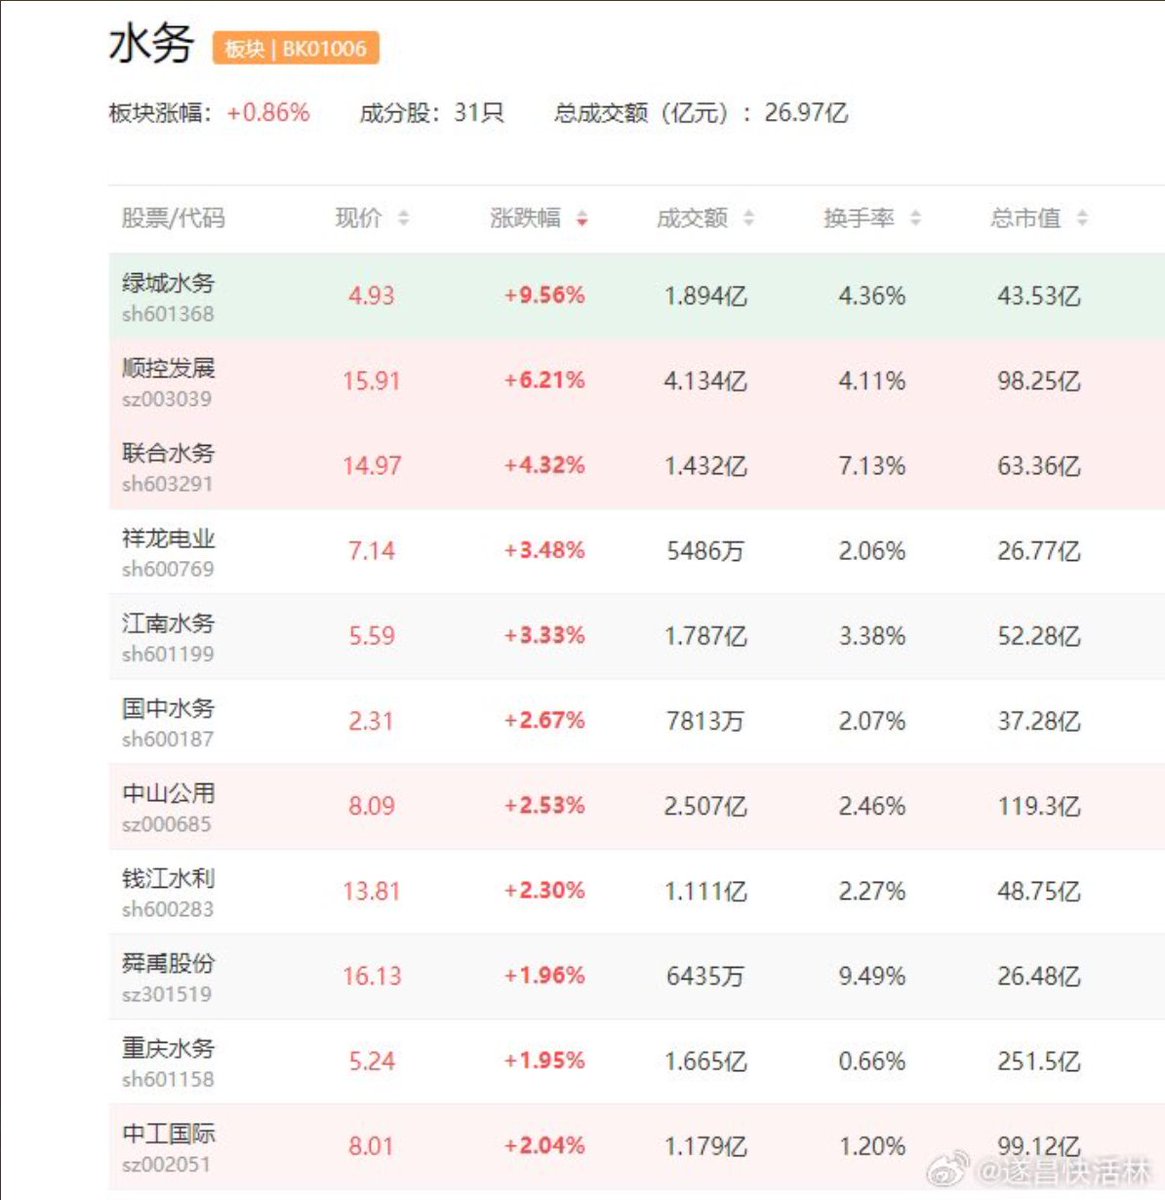 水务 板块 | BK01006
板块涨幅：+0.86% 成分股：31只 总成交额（亿元）：26.97亿
股票/代码 现价 涨跌幅 成交额 换手率 总市值
绿城水务 4.93 +9.56% 1.894亿 4.36% 43.53亿
sh601368
顺控发展 15.91 +6.21% 4.134亿 4.11% 98.25亿
sz003039
联合水务 14.97 +4.32% 1.432亿 7.13% 63.36亿
sh603291
祥龙电业 7.14 +3.48% 5486万 2.06% 26.77亿
sh600769
江南水务 5.59 +3.33% 1.787亿 3.38% 52.28亿
sh601199
国中水务 2.31 +2.67% 7813万 2.07% 37.28亿
sh600187
中山公用 8.09 +2.53% 2.507亿 2.46% 119.3亿
sz000685
钱江水利 13.81 +2.30% 1.111亿 2.27% 48.75亿
sh600283
舜禹股份 16.13 +1.96% 6435万 9.49% 26.48亿
sz301519
重庆水务 5.24 +1.95% 1.665亿 0.66% 251.5亿
sh601158
中工国际 8.01 +2.04% 1.179亿 1.20% 99.12亿
sz002051
@遂昌快活林